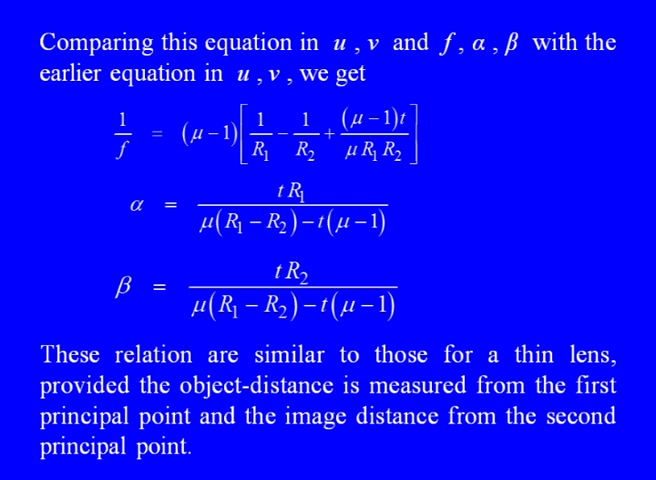 Comparing this equation in u , v and f , α , β with the
earlier equation in u , v , we get
1/f = (μ – 1)[1/R₁ – 1/R₂ + (μ – 1)t / μ R₁ R₂]
α = t R₁ / μ(R₁ – R₂) – t(μ – 1)
β = t R₂ / μ(R₁ – R₂) – t(μ – 1)
These relation are similar to those for a thin lens,
provided the object-distance is measured from the first
principal point and the image distance from the second
principal point.